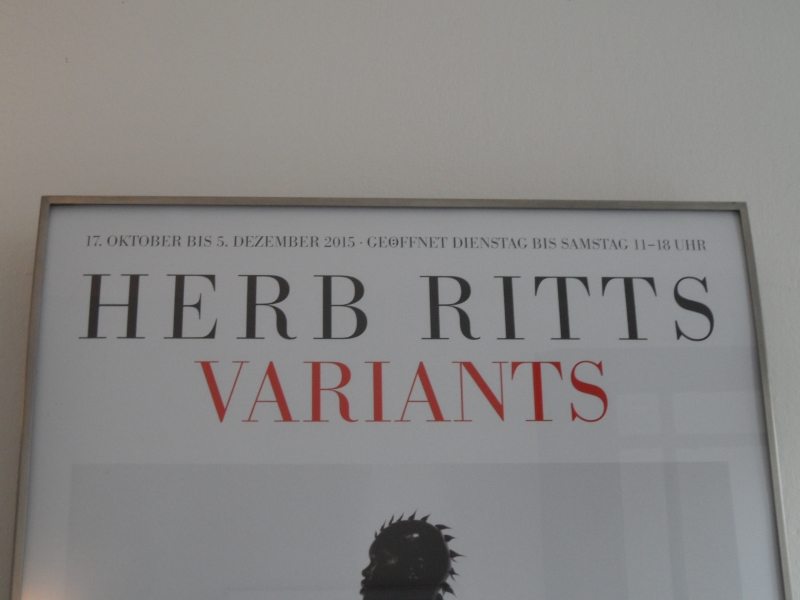 17. OKTOBER BIS 5. DEZEMBER 2015 · GEÖFFNET DIENSTAG BIS SAMSTAG 11–18 UHR
HERB RITTS
VARIANTS